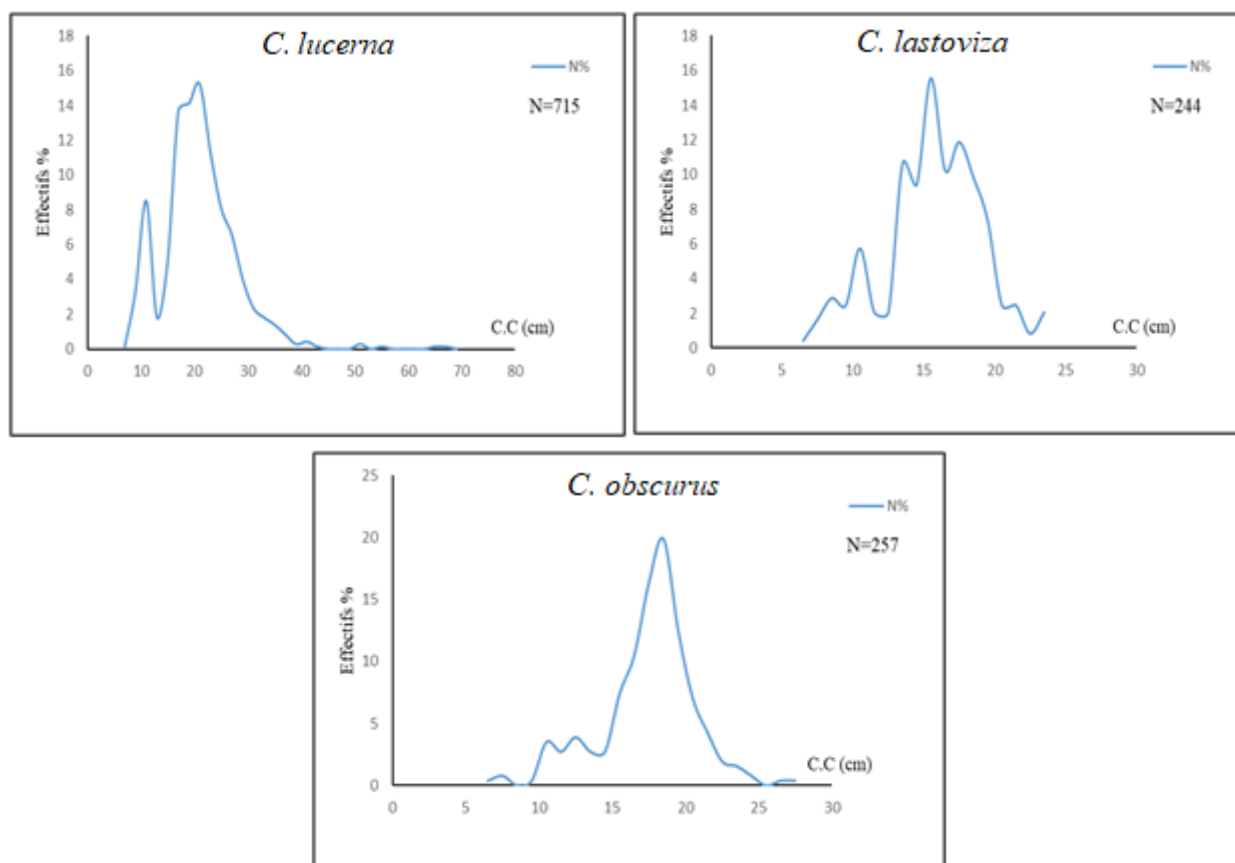 C. lucerna
18
16
14
12
10
8
6
4
2
0
Effectifs %
N%
N=715
C.C (cm)
0 10 20 30 40 50 60 70 80
C. lastoviza
18
16
14
12
10
8
6
4
2
0
Effectifs %
N%
N=244
C.C (cm)
0 5 10 15 20 25 30
C. obscurus
25
20
15
10
5
0
Effectifs %
N%
N=257
C.C (cm)
0 5 10 15 20 25 30